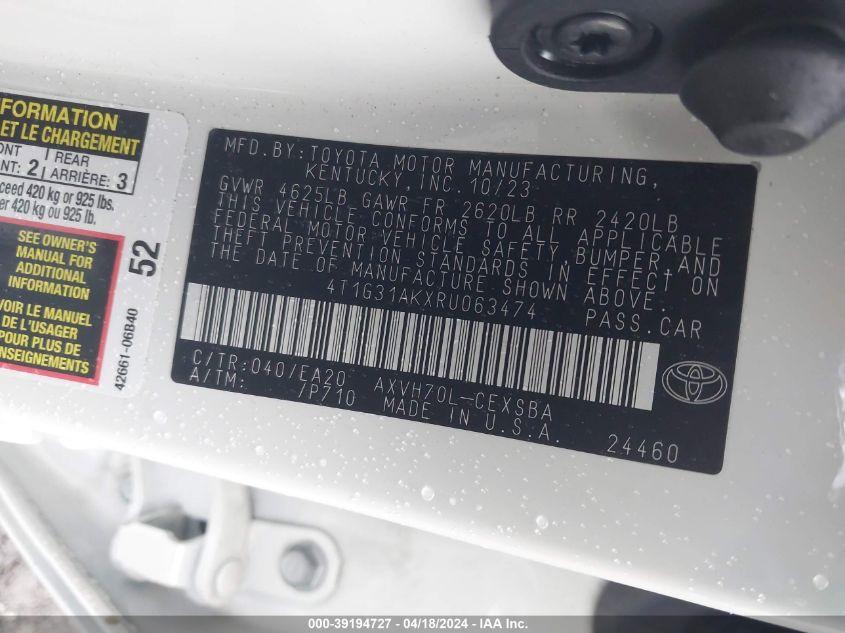 FORMATION
ET LE CHARGEMENT
ONT
NT: 2
REAR
ARRIÈRE: 3
ceed 420 kg or 925 lbs.
er 420 kg ou 925 lb.
SEE OWNER'S
MANUAL FOR
ADDITIONAL
INFORMATION
VOIR LE MANUEL
DE L'USAGER
POUR PLUS DE
NSEIGNEMENTS
52
42661-06B40
MFD.BY:TOYOTA MOTOR MANUFACTURING,
KENTUCKY, INC. 10/23
GVWR 4625LB GAWR FR 2620LB RR 2420LB
THIS VEHICLE CONFORMS TO ALL APPLICABLE
FEDERAL MOTOR VEHICLE SAFETY, BUMPER, AND
THEFT PREVENTION STANDARDS IN EFFECT ON
THE DATE OF MANUFACTURE SHOWN ABOVE.
4T1G31AKXRU063474 PASS.CAR
C/TR:040/EA20 AXVH70L-CEXSBA
A/TM: /P710 MADE IN U.S.A.
24460
000-39194727 - 04/18/2024 - IAA Inc.